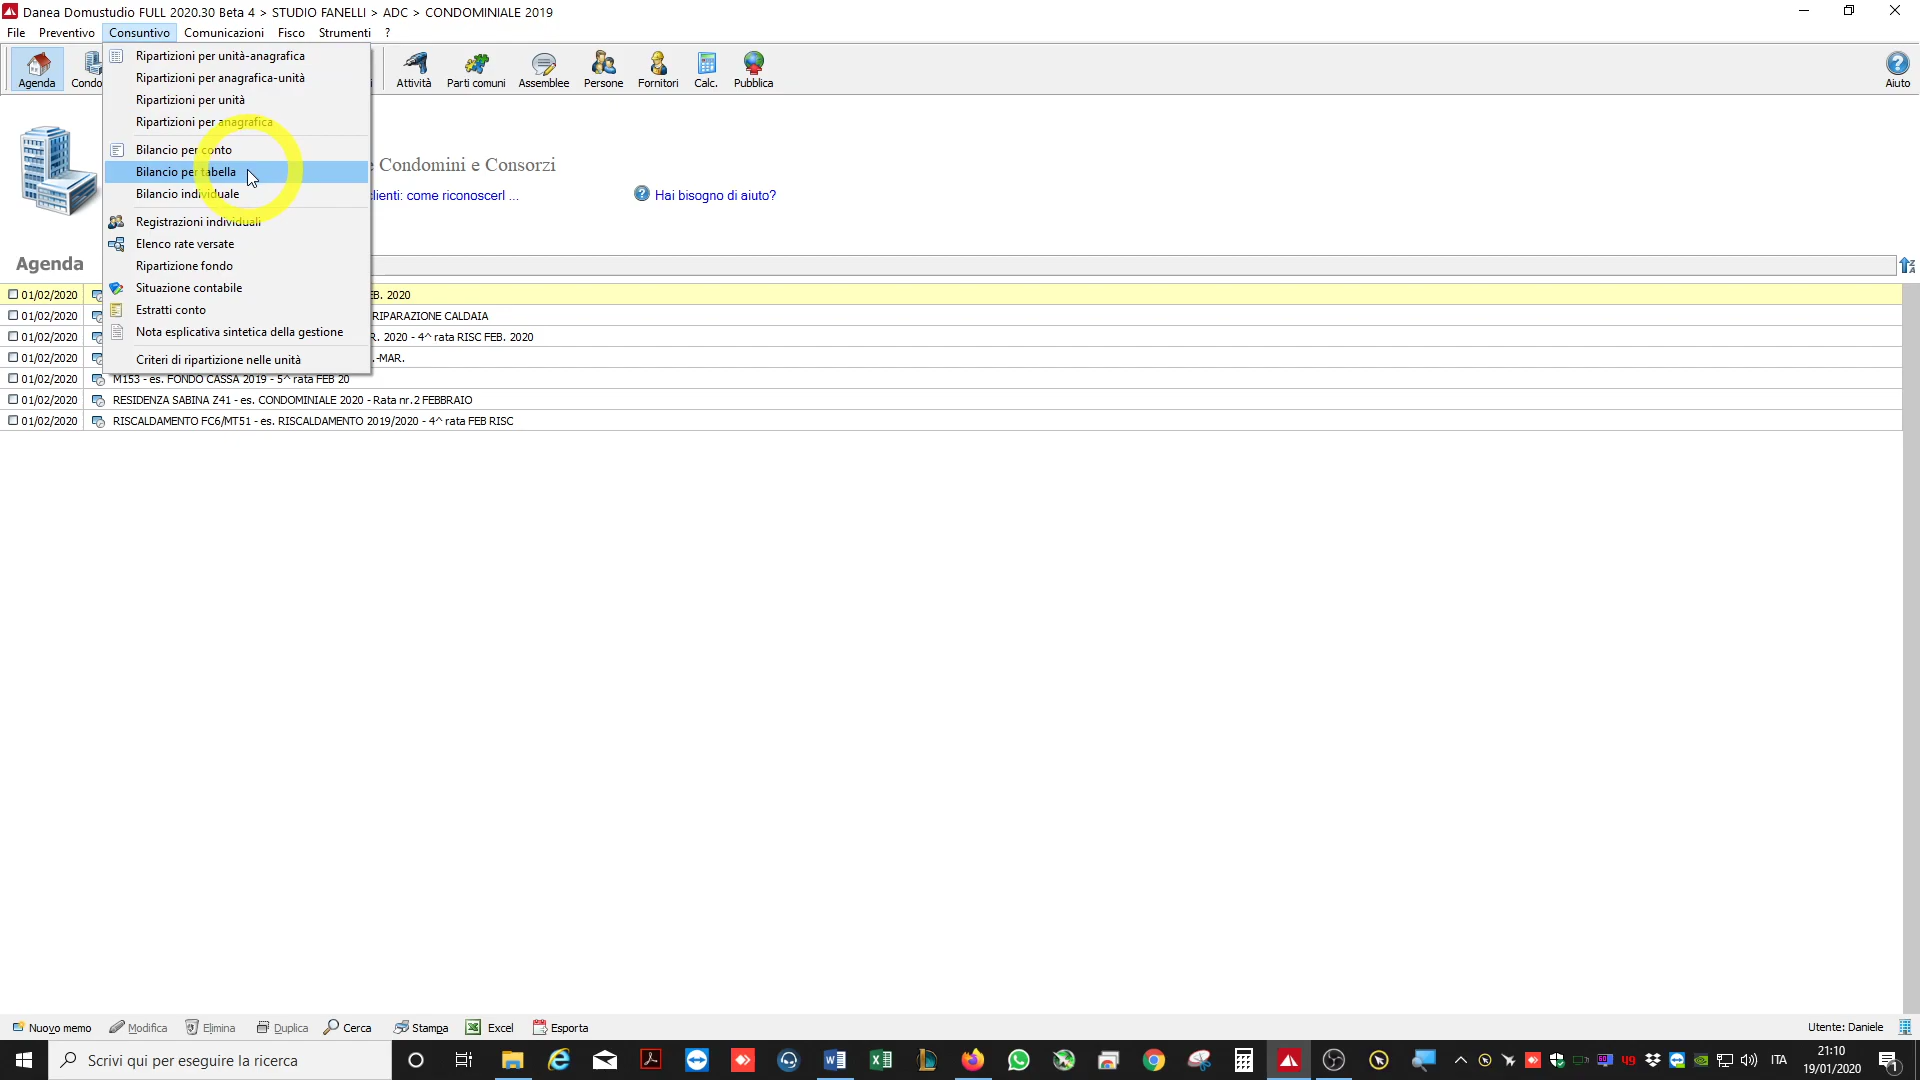 Danea Domustudio FULL 2020.30 Beta 4 > STUDIO FANELLI > ADC > CONDOMINIALE 2019
File Preventivo Consuntivo Comunicazioni Fisco Strumenti ?
Agenda Condo Attività Parti comuni Assemblee Persone Fornitori Calc. Pubblica Aiuto
Ripartizioni per unità-anagrafica
Ripartizioni per anagrafica-unità
Ripartizioni per unità
Ripartizioni per anagrafica
Bilancio per conto
Bilancio per tabella
Bilancio individuale
Registrazioni individuali
Elenco rate versate
Ripartizione fondo
Situazione contabile
Estratti conto
Nota esplicativa sintetica della gestione
Criteri di ripartizione nelle unità
e Condomini e Consorzi
clienti: come riconoscerl ... Hai bisogno di aiuto?
Agenda
01/02/2020 EB. 2020
01/02/2020 RIPARAZIONE CALDAIA
01/02/2020 R. 2020 - 4^ rata RISC FEB. 2020
01/02/2020 .-MAR.
01/02/2020 M153 - es. FONDO CASSA 2019 - 5^ rata FEB 20
01/02/2020 RESIDENZA SABINA Z41 - es. CONDOMINIALE 2020 - Rata nr.2 FEBBRAIO
01/02/2020 RISCALDAMENTO FC6/MT51 - es. RISCALDAMENTO 2019/2020 - 4^ rata FEB RISC
Nuovo memo Modifica Elimina Duplica Cerca Stampa Excel Esporta Utente: Daniele
Scrivi qui per eseguire la ricerca
ITA
21:10
19/01/2020
1